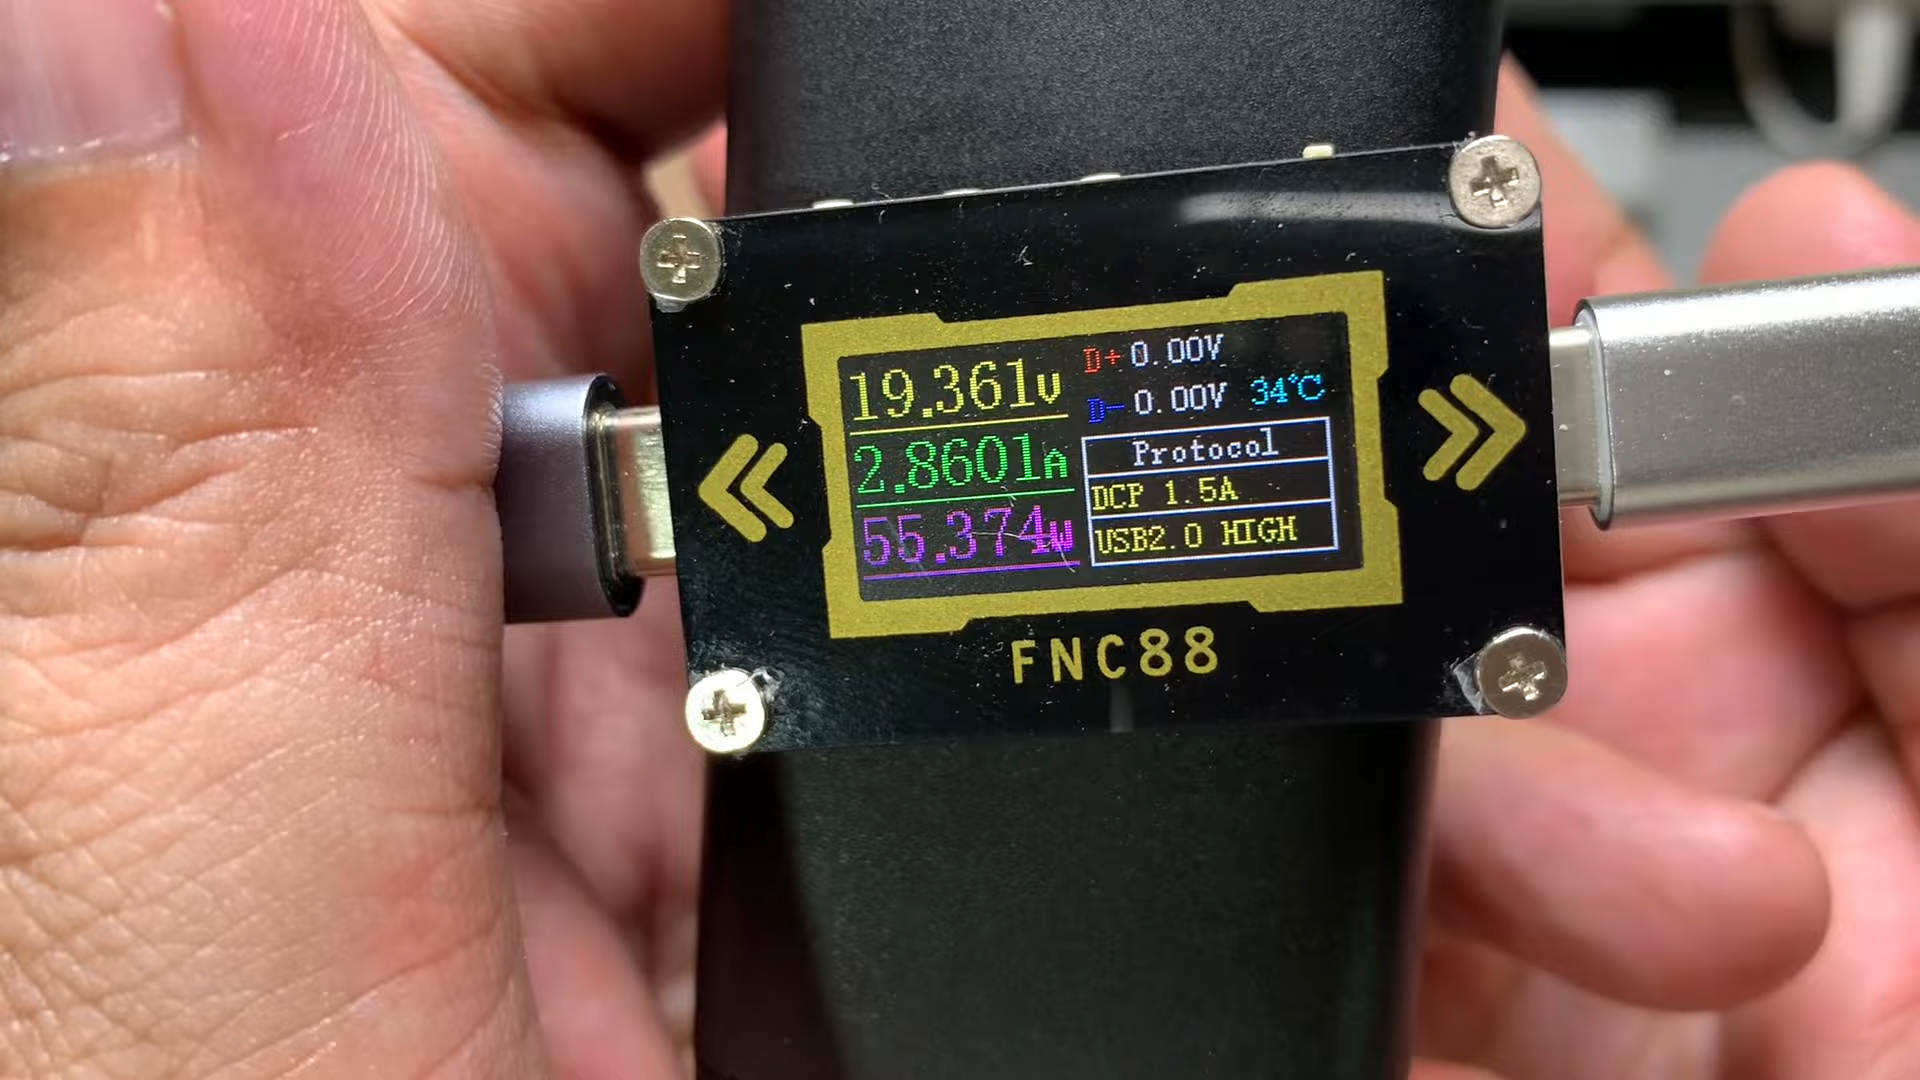 19.361V
2.8601A
55.374W
D+ 0.00V
D- 0.00V 34℃
Protocol
DCP 1.5A
USB2.0 HIGH
FNC88